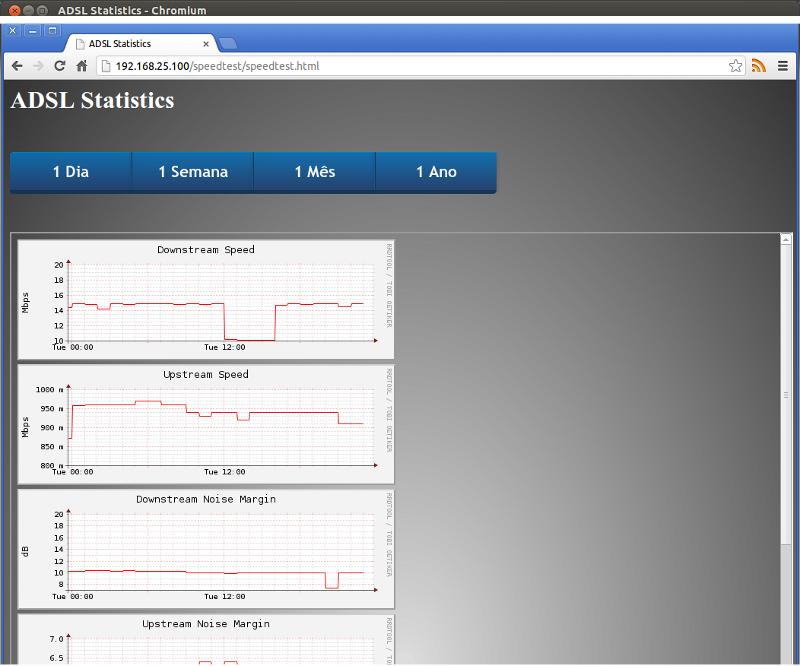 ADSL Statistics - Chromium
ADSL Statistics
192.168.25.100/speedtest/speedtest.html
ADSL Statistics
1 Dia
1 Semana
1 Mês
1 Ano
Downstream Speed
RRDTOOL / TOBI OETIKER
Mbps
20
18
16
14
12
10
Tue 00:00
Tue 12:00
Upstream Speed
RRDTOOL / TOBI OETIKER
Mbps
1000 m
950 m
900 m
850 m
800 m
Tue 00:00
Tue 12:00
Downstream Noise Margin
RRDTOOL / TOBI OETIKER
dB
20
18
16
14
12
10
8
Tue 00:00
Tue 12:00
Upstream Noise Margin
RRDTOOL / TOBI
7.0
6.5